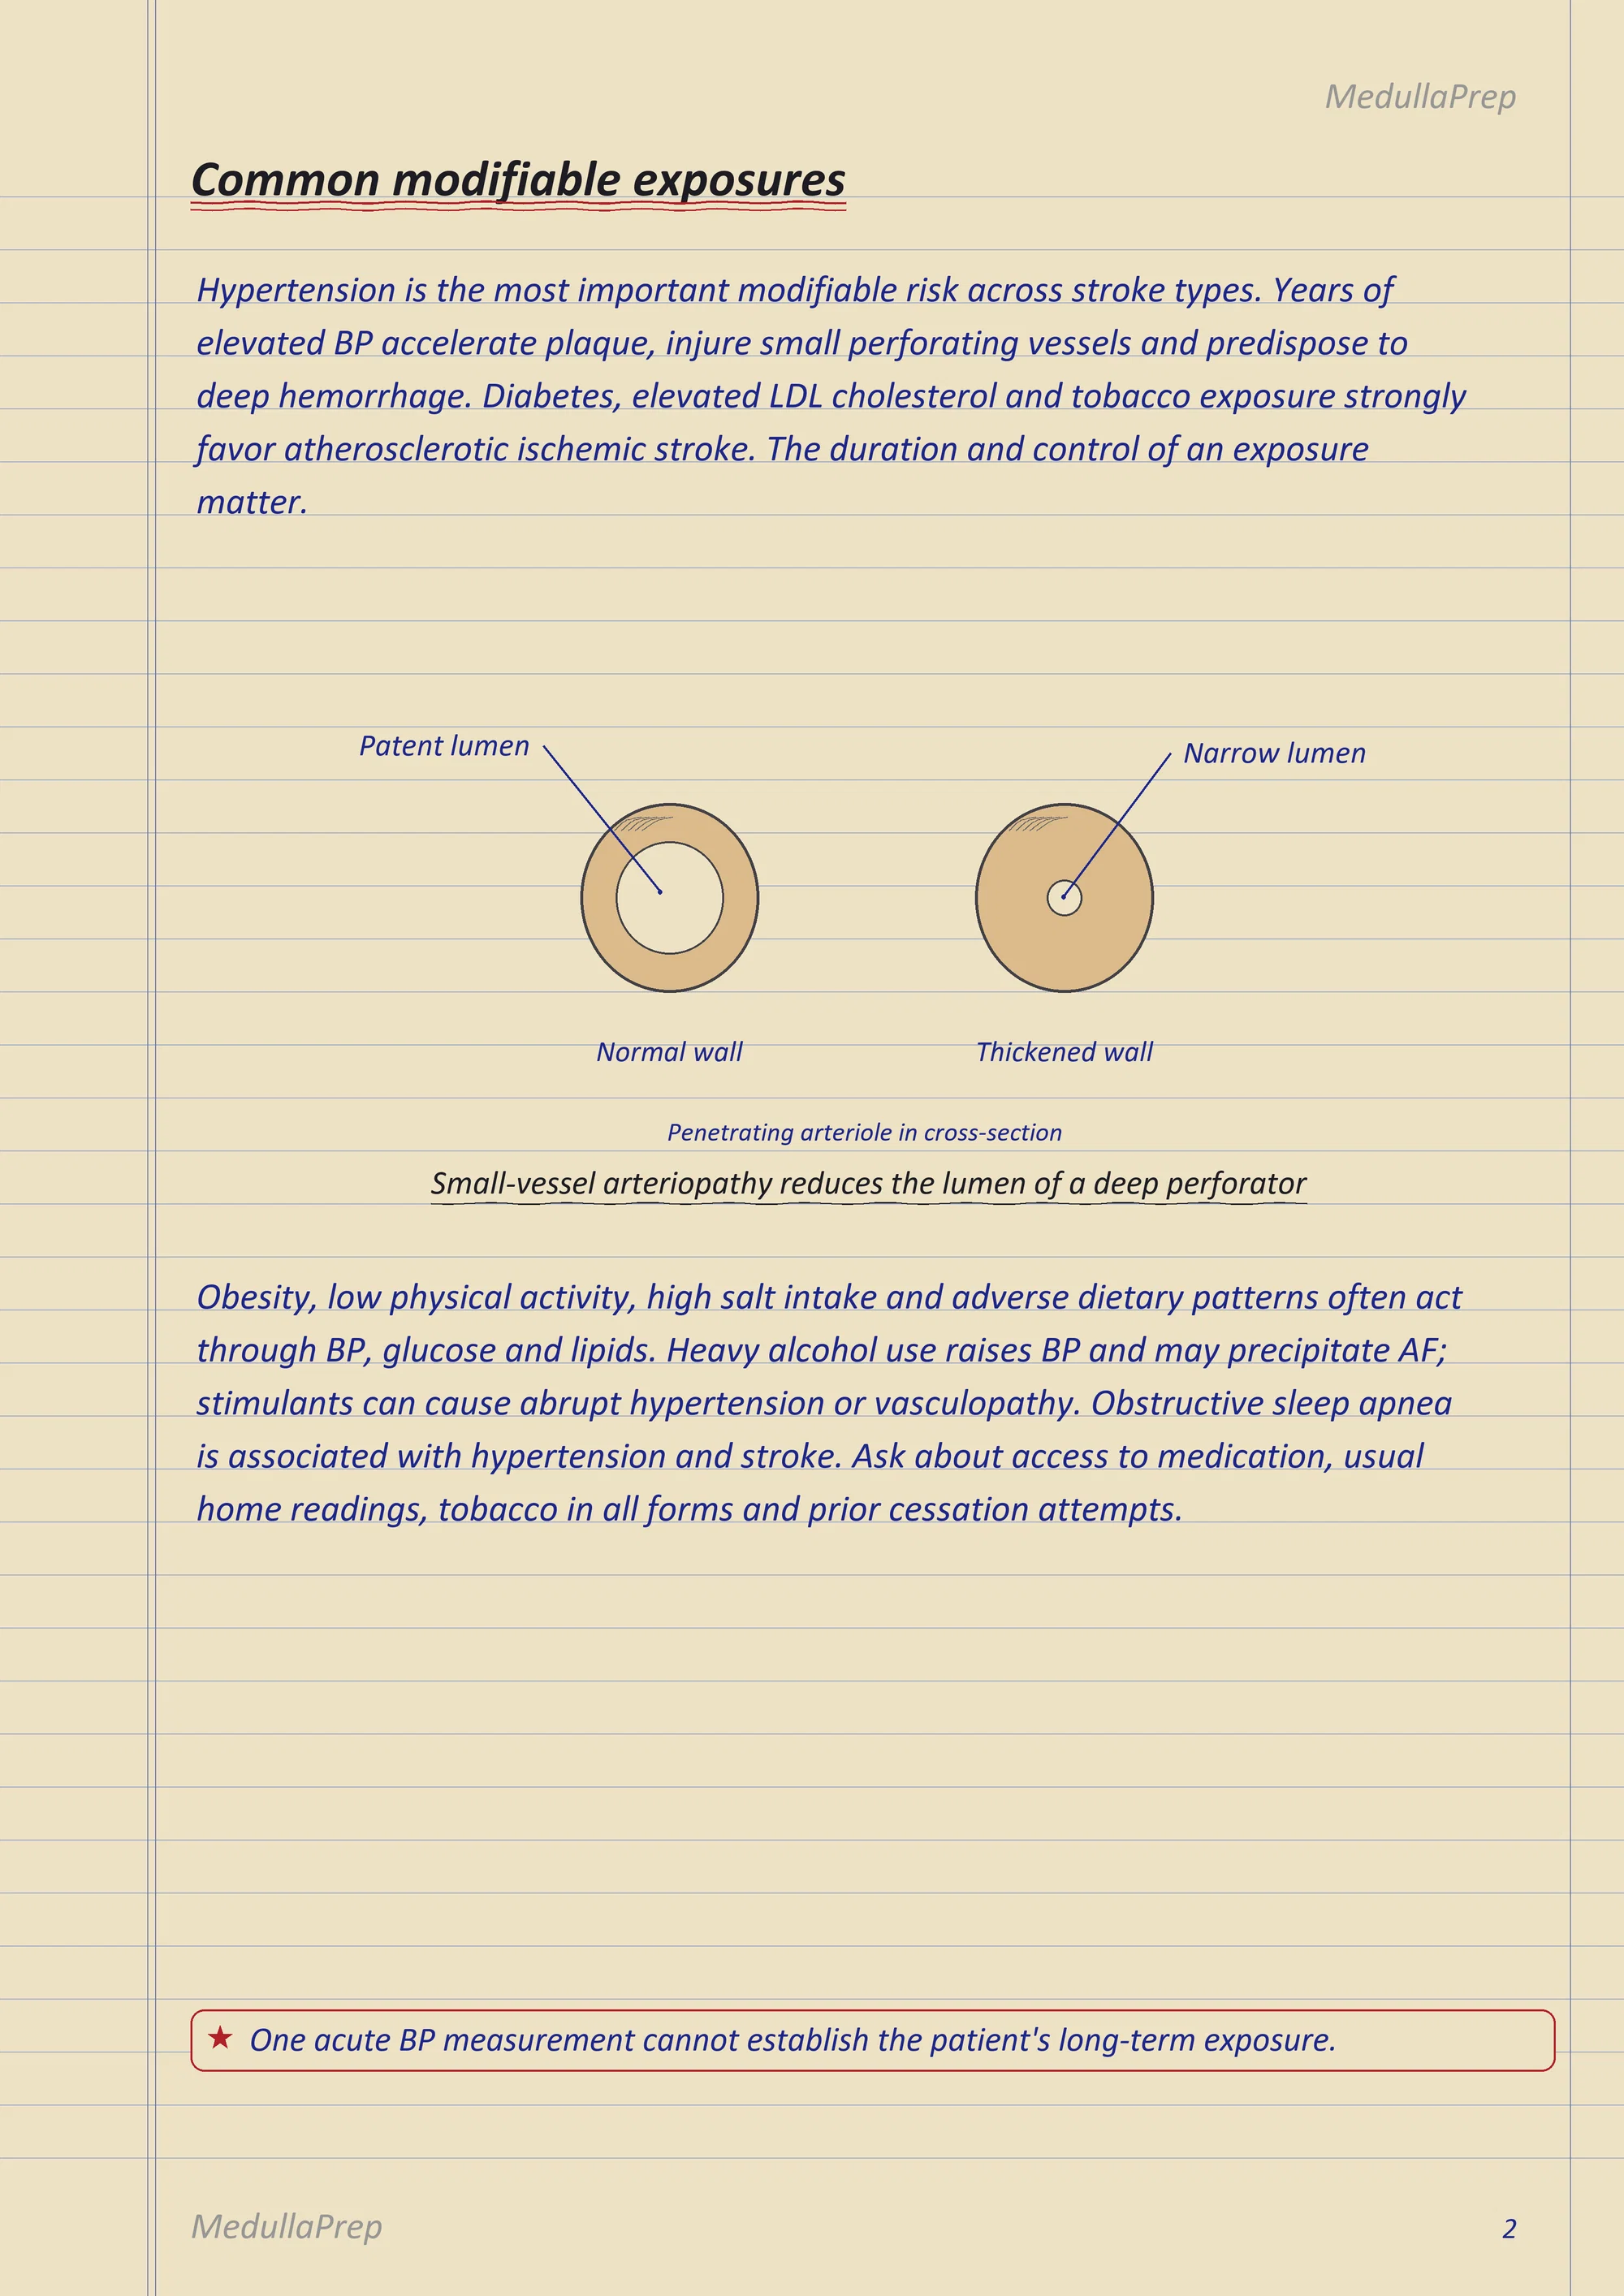 MedullaPrep
Common modifiable exposures
Hypertension is the most important modifiable risk across stroke types. Years of
elevated BP accelerate plaque, injure small perforating vessels and predispose to
deep hemorrhage. Diabetes, elevated LDL cholesterol and tobacco exposure strongly
favor atherosclerotic ischemic stroke. The duration and control of an exposure
matter.
Patent lumen
Narrow lumen
Normal wall
Thickened wall
Penetrating arteriole in cross-section
Small-vessel arteriopathy reduces the lumen of a deep perforator
Obesity, low physical activity, high salt intake and adverse dietary patterns often act
through BP, glucose and lipids. Heavy alcohol use raises BP and may precipitate AF;
stimulants can cause abrupt hypertension or vasculopathy. Obstructive sleep apnea
is associated with hypertension and stroke. Ask about access to medication, usual
home readings, tobacco in all forms and prior cessation attempts.
★ One acute BP measurement cannot establish the patient's long-term exposure.
MedullaPrep
2